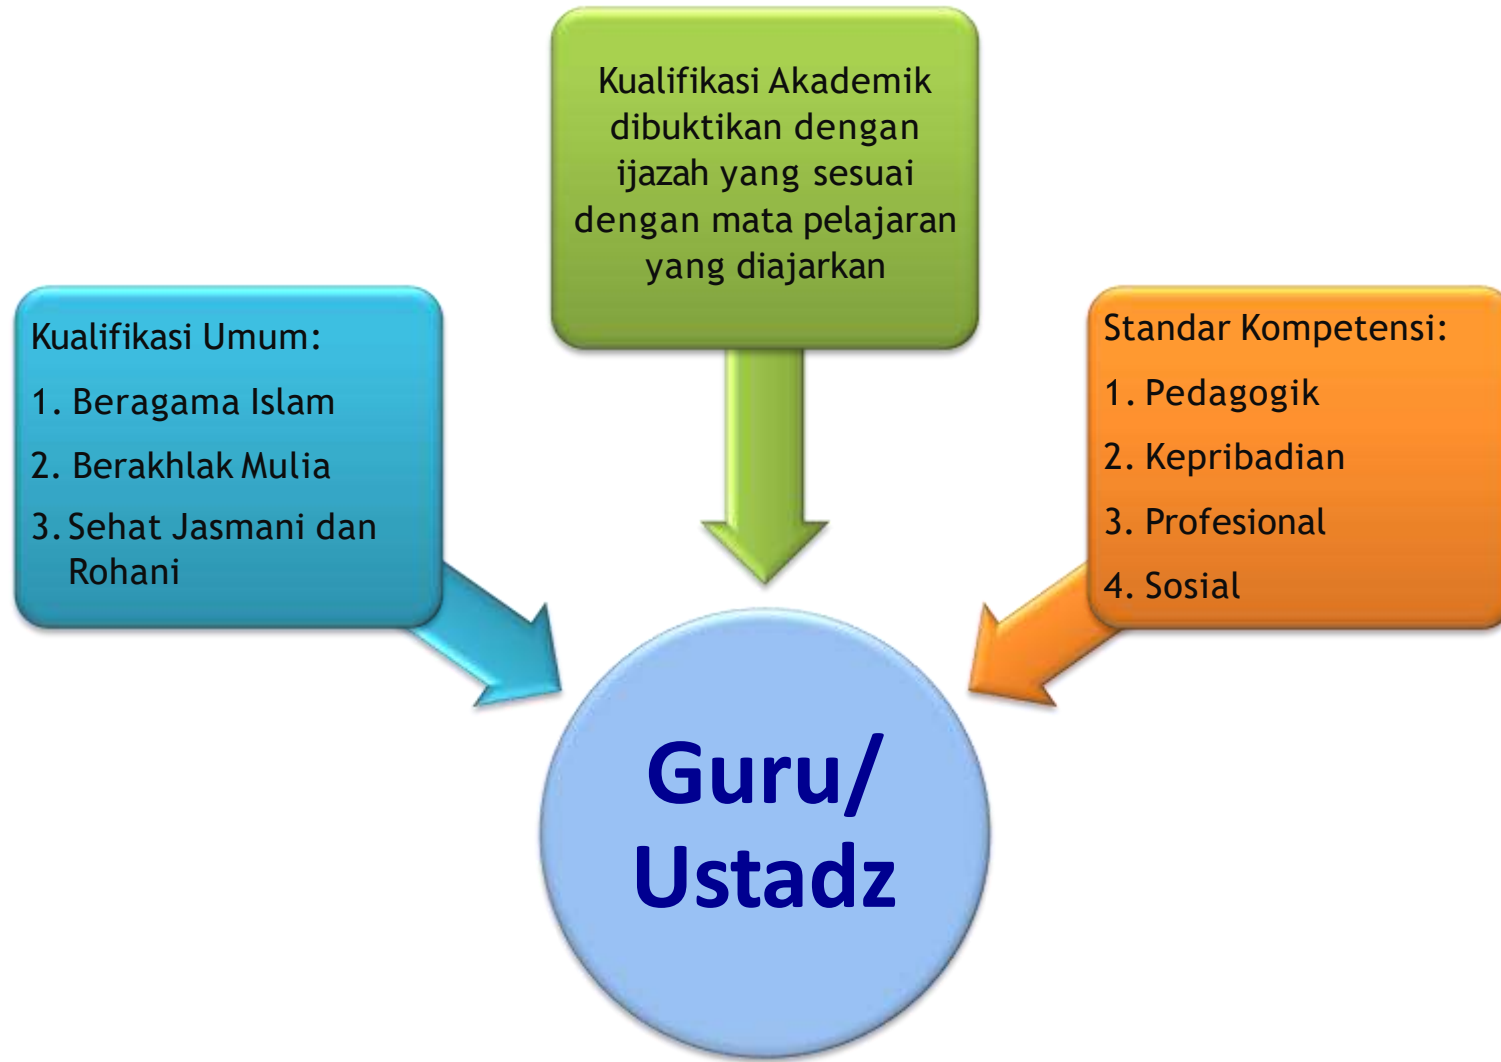 Kualifikasi Akademik
dibuktikan dengan
ijazah yang sesuai
dengan mata pelajaran
yang diajarkan
Kualifikasi Umum:
1. Beragama Islam
2. Berakhlak Mulia
3. Sehat Jasmani dan
Rohani
Standar Kompetensi:
1. Pedagogik
2. Kepribadian
3. Profesional
4. Sosial
Guru/
Ustadz